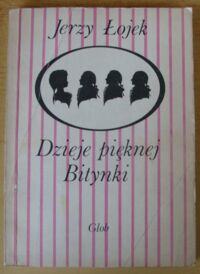 Jerzy Łojek
Dzieje pięknej
Bitynki
Glob